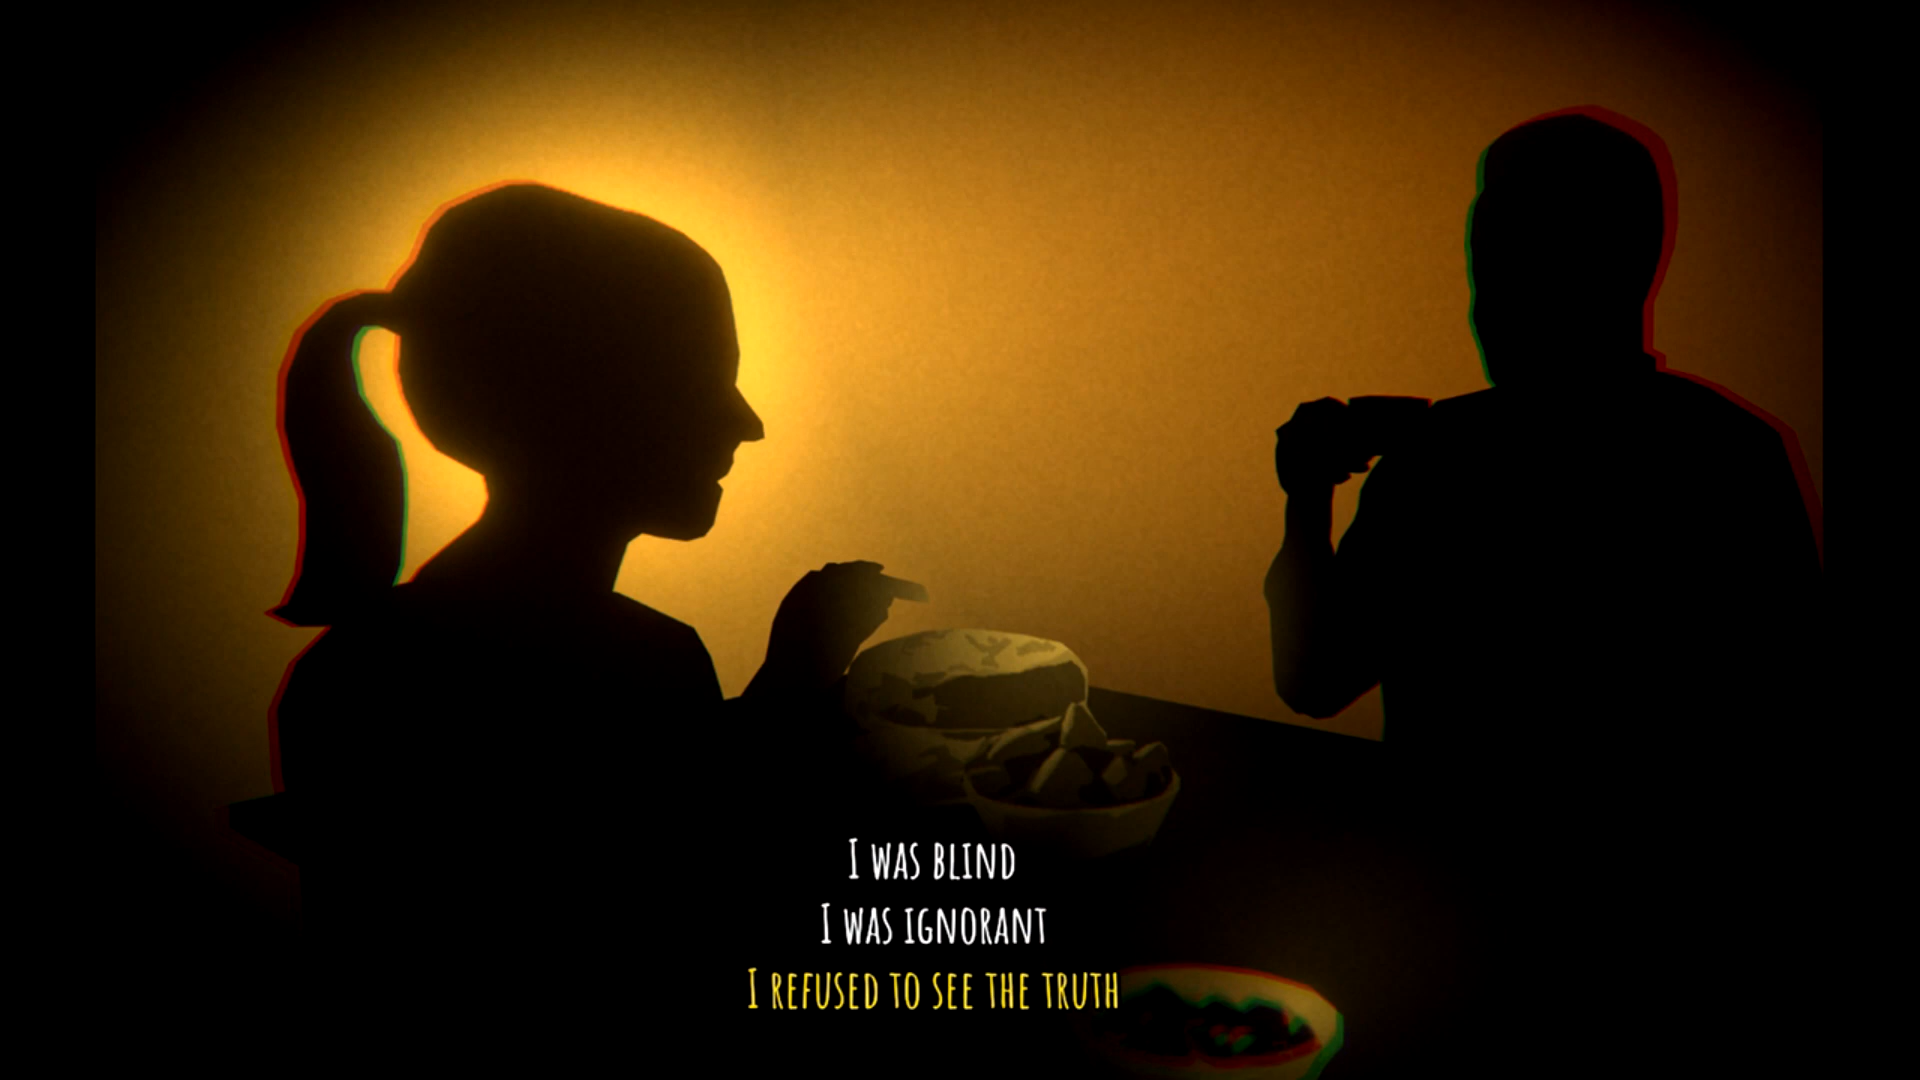 I WAS BLIND
I WAS IGNORANT
I REFUSED TO SEE THE TRUTH